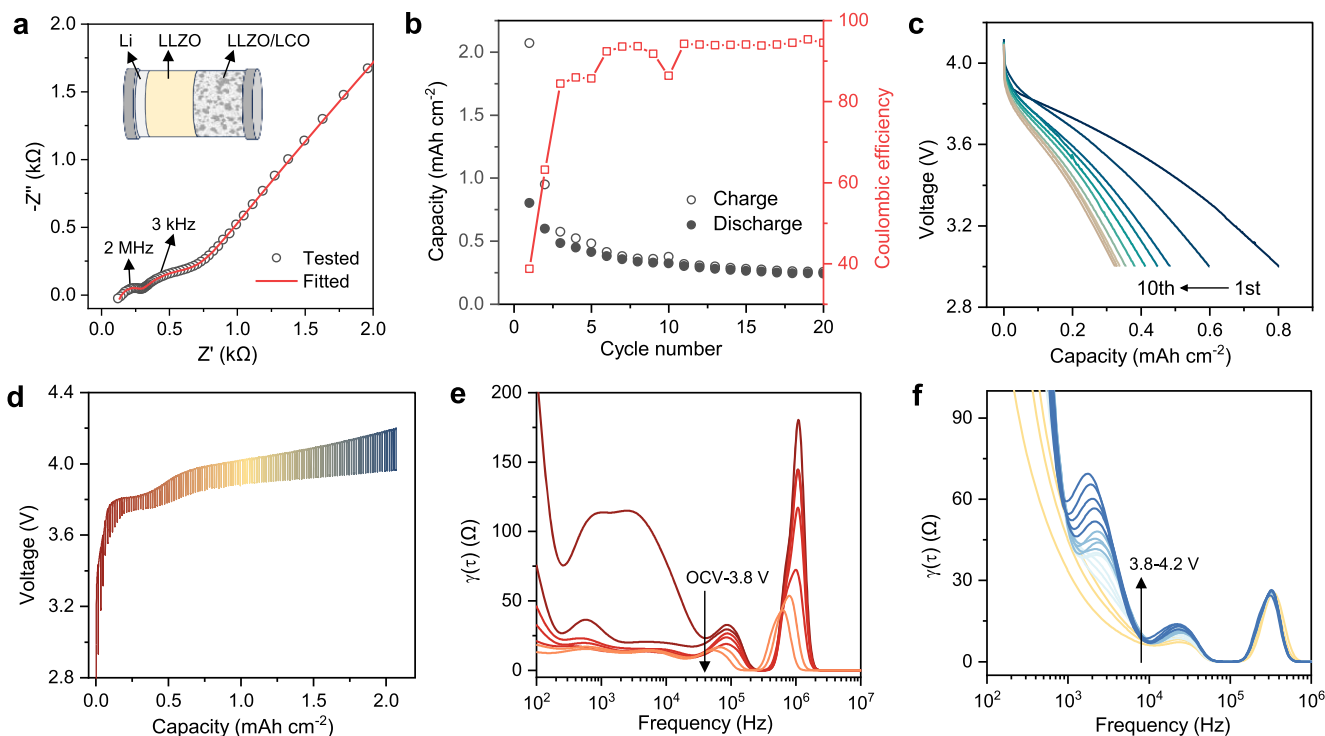 a
Li LLZO LLZO/LCO
2 MHz
3 kHz
Tested
Fitted
-Z'' (kΩ)
2.0
1.5
1.0
0.5
0.0
0.0 0.5 1.0 1.5 2.0
Z' (kΩ)
b
Capacity (mAh cm-2)
2.0
1.5
1.0
0.5
0.0
Charge
Discharge
100
80
60
40
Coulombic efficiency
0 5 10 15 20
Cycle number
c
Voltage (V)
4.0
3.6
3.2
2.8
10th 1st
0.0 0.2 0.4 0.6 0.8
Capacity (mAh cm-2)
d
Voltage (V)
4.4
4.0
3.6
3.2
2.8
0.0 0.5 1.0 1.5 2.0
Capacity (mAh cm-2)
e
γ(τ) (Ω)
200
150
100
50
0
OCV-3.8 V
10² 10³ 10⁴ 10⁵ 10⁶ 10⁷
Frequency (Hz)
f
γ(τ) (Ω)
90
60
30
0
3.8-4.2 V
10² 10³ 10⁴ 10⁵ 10⁶
Frequency (Hz)